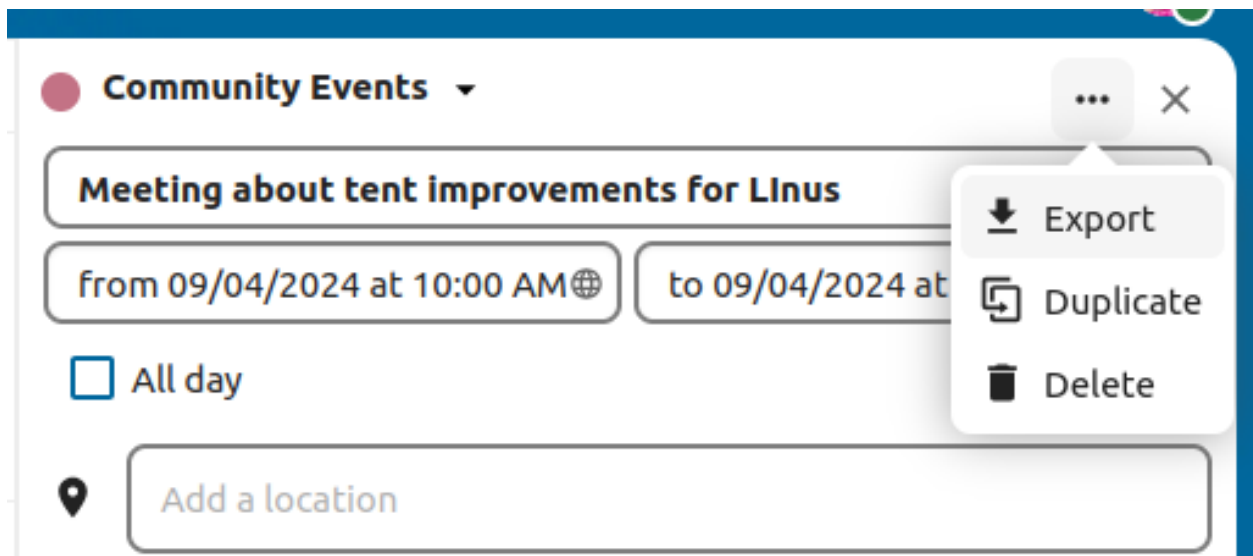 Community Events
Meeting about tent improvements for LInus
Export
from 09/04/2024 at 10:00 AM
to 09/04/2024 at
Duplicate
All day
Delete
Add a location